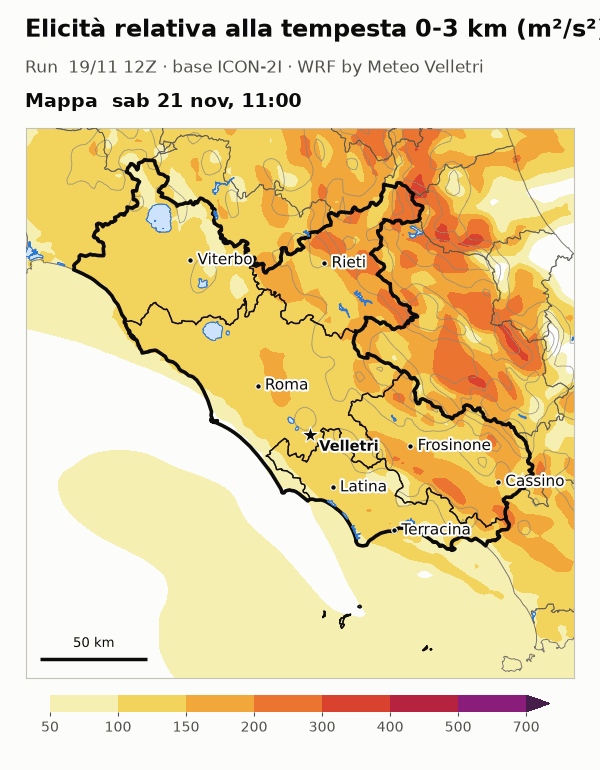 Elicità relativa alla tempesta 0-3 km (m²/s²)
Run 19/11 12Z · base ICON-2I · WRF by Meteo Velletri
Mappa sab 21 nov, 11:00
Viterbo
Rieti
Roma
Velletri
Frosinone
Cassino
Latina
Terracina
50 km
50 100 150 200 300 400 500 700